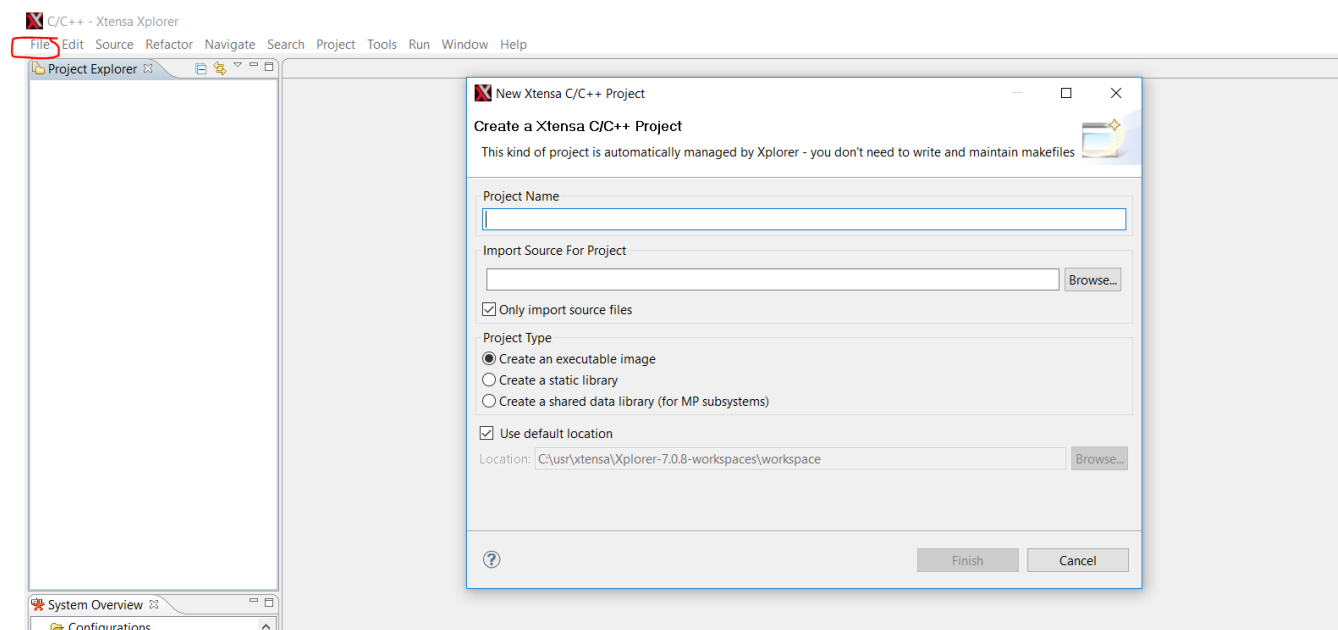 C/C++ - Xtensa Xplorer
File Edit Source Refactor Navigate Search Project Tools Run Window Help
Project Explorer
New Xtensa C/C++ Project
Create a Xtensa C/C++ Project
This kind of project is automatically managed by Xplorer - you don't need to write and maintain makefiles
Project Name
Import Source For Project
Browse...
Only import source files
Project Type
Create an executable image
Create a static library
Create a shared data library (for MP subsystems)
Use default location
Location: C:\usr\xtensa\Xplorer-7.0.8-workspaces\workspace Browse...
Finish Cancel
System Overview
Configurations